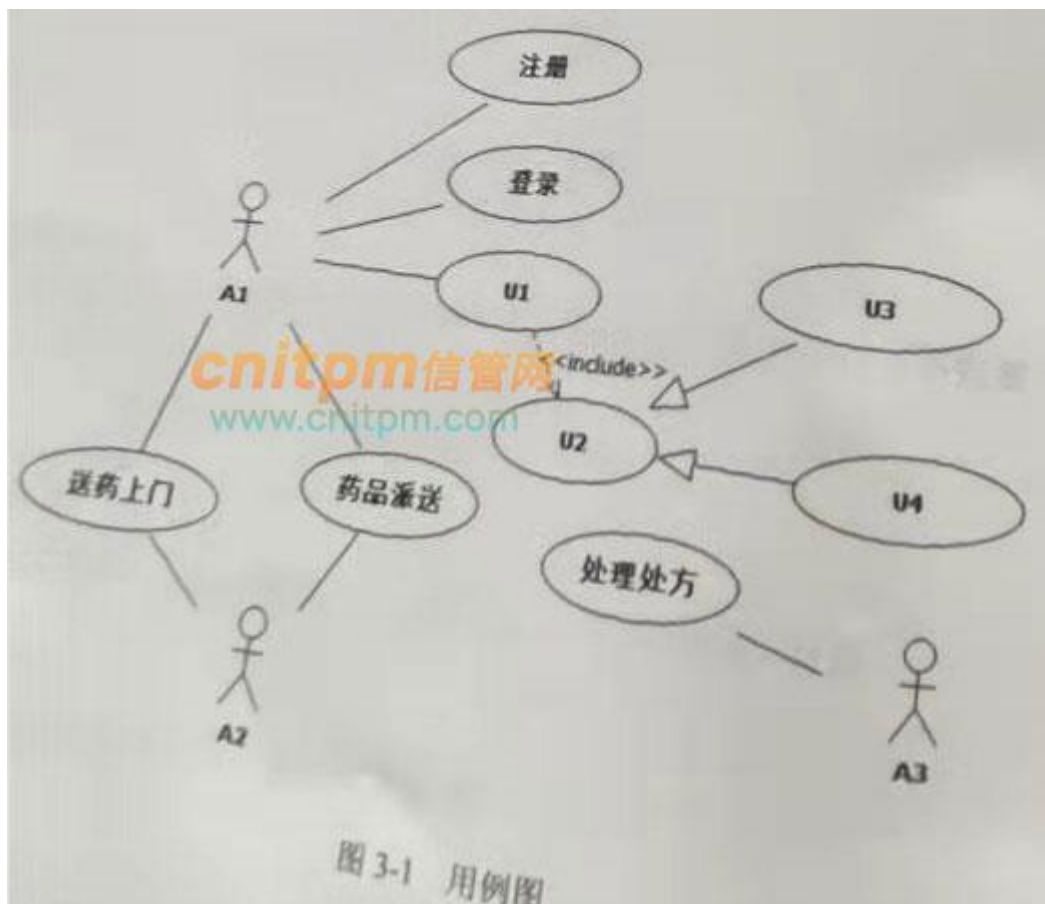 注册
登录
A1
U1
U3
<<include>>
cnitpm信管网
www.cnitpm.com
U2
送药上门
药品派送
U4
处理处方
A2
A3
图 3-1 用例图